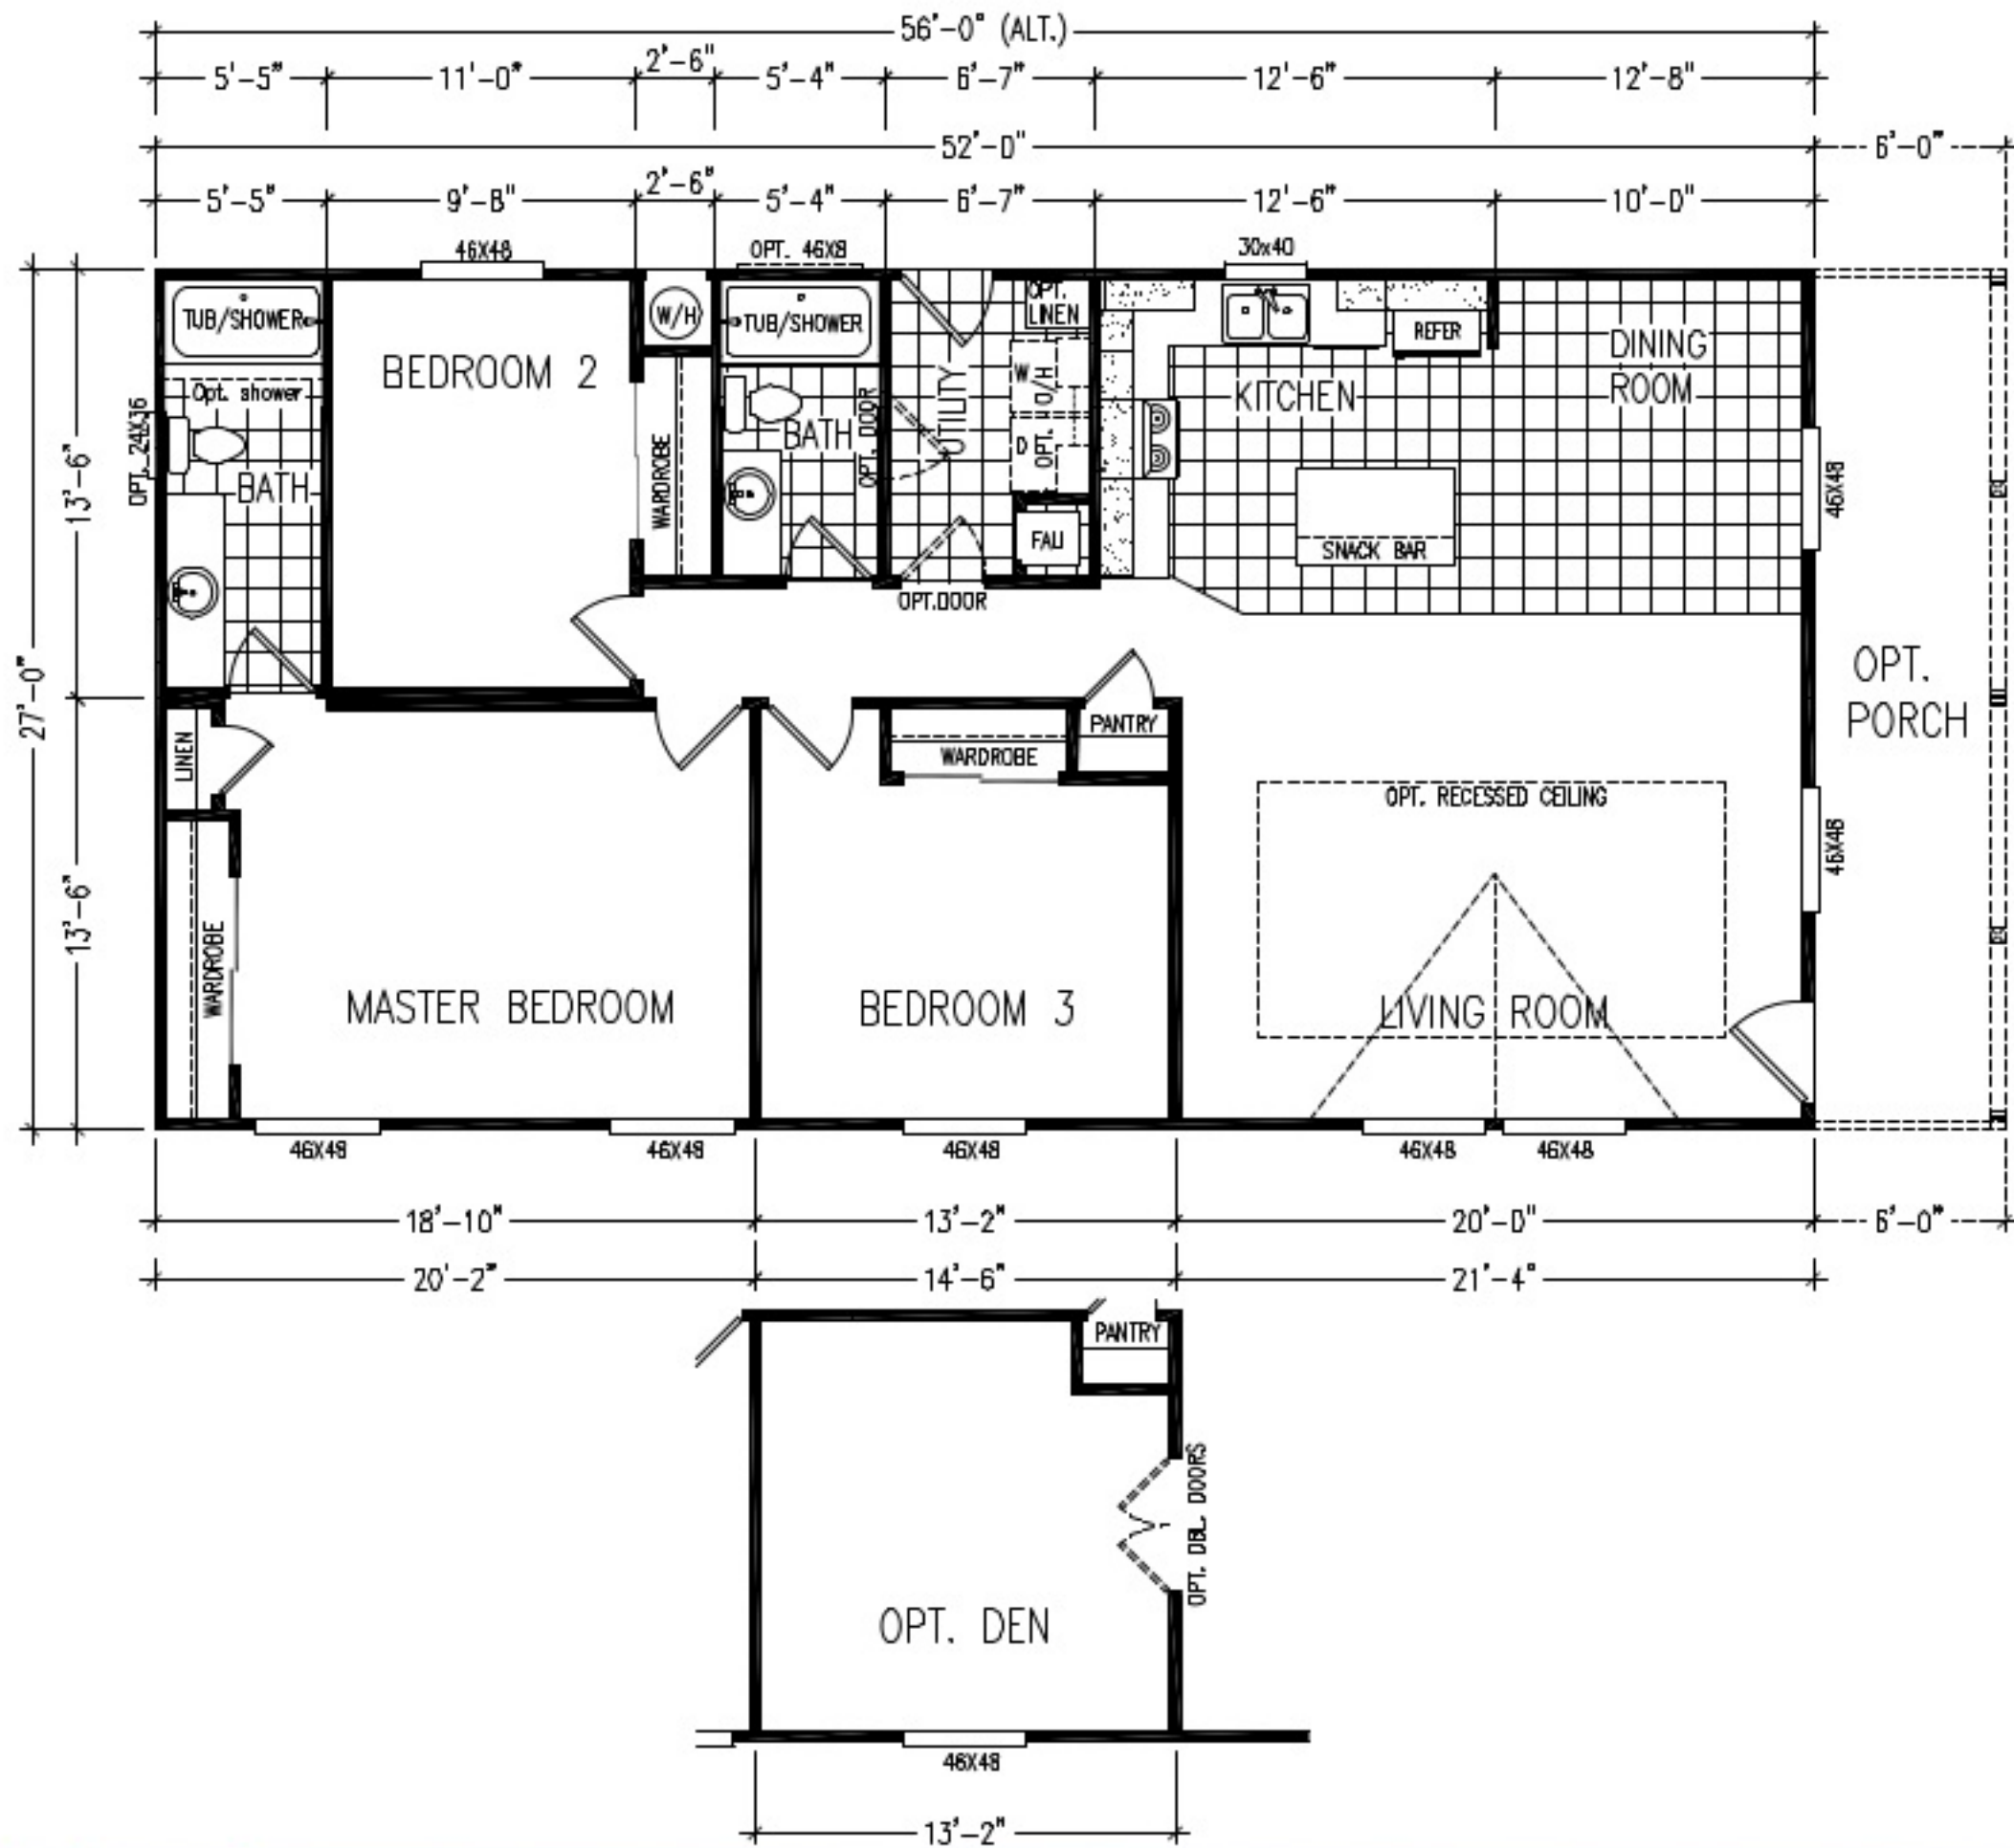 56'-0" (ALT.)
5'-5" 11'-0" 2'-6" 5'-4" 6'-7" 12'-6" 12'-8"
52'-0" 6'-0"
5'-5" 9'-8" 2'-6" 5'-4" 6'-7" 12'-6" 10'-0"
46X48 OPT. 46X8 30x40
TUB/SHOWER
W/H
TUB/SHOWER
OPT.
LINEN
REFER
DINING
ROOM
BEDROOM 2
Opt. shower
OPT. 24X36
BATH
WARDROBE
BATH
OPT. DOOR
UTILITY
W
D
OPT. O/H
KITCHEN
46X48
SNACK BAR
FAU
OPT.DOOR
13'-6"
27'-0"
13'-6"
OPT.
PORCH
LINEN
WARDROBE
PANTRY
OPT. RECESSED CEILING
46X48
WARDROBE
MASTER BEDROOM
BEDROOM 3
LIVING ROOM
46X48 46X48 46X48 46X48 46X48
18'-10" 13'-2" 20'-0" 6'-0"
20'-2" 14'-6" 21'-4"
PANTRY
OPT. DBL. DOORS
OPT. DEN
46X48
13'-2"